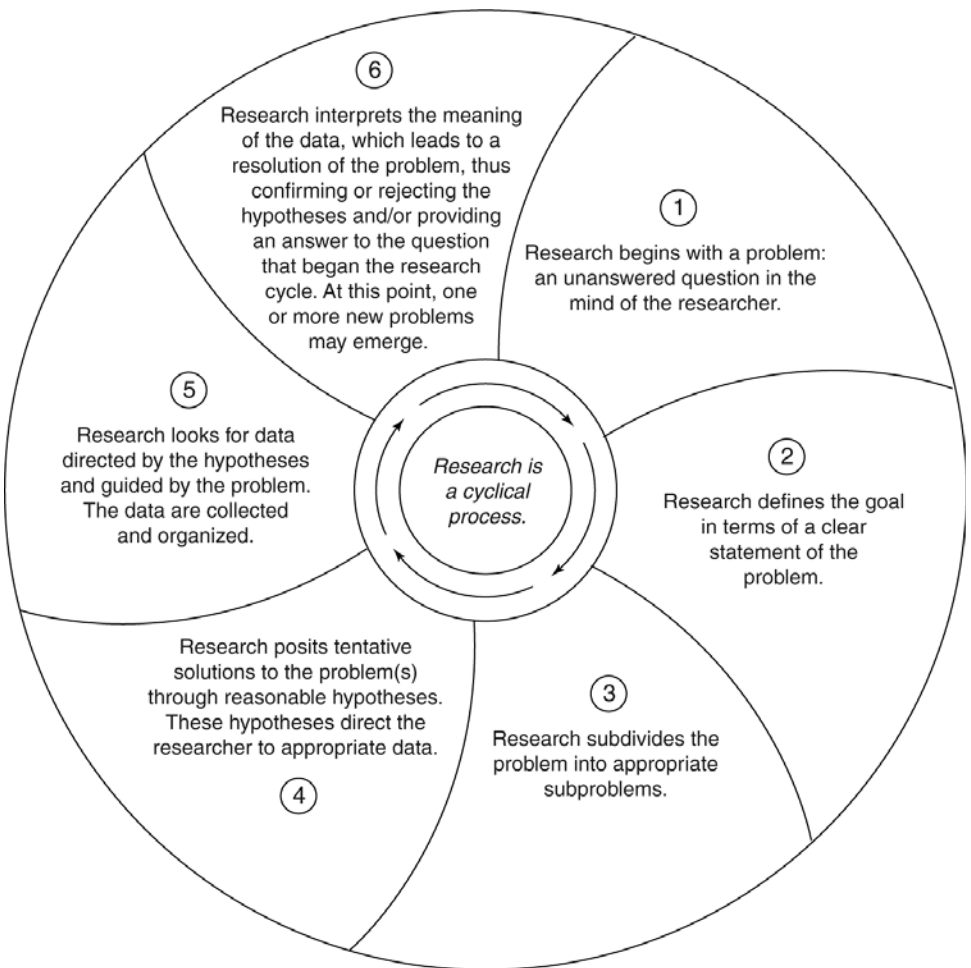 6
Research interprets the meaning
of the data, which leads to a
resolution of the problem, thus
confirming or rejecting the
hypotheses and/or providing
an answer to the question
that began the research
cycle. At this point, one
or more new problems
may emerge.
1
Research begins with a problem:
an unanswered question in the
mind of the researcher.
2
Research defines the goal
in terms of a clear
statement of the
problem.
3
Research subdivides the
problem into appropriate
subproblems.
Research posits tentative
solutions to the problem(s)
through reasonable hypotheses.
These hypotheses direct the
researcher to appropriate data.
4
5
Research looks for data
directed by the hypotheses
and guided by the problem.
The data are collected
and organized.
Research is
a cyclical
process.